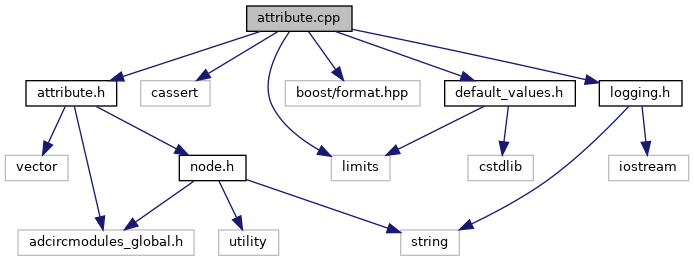 attribute.cpp
attribute.h
cassert
boost/format.hpp
default_values.h
logging.h
vector
node.h
limits
cstdlib
iostream
adcircmodules_global.h
utility
string